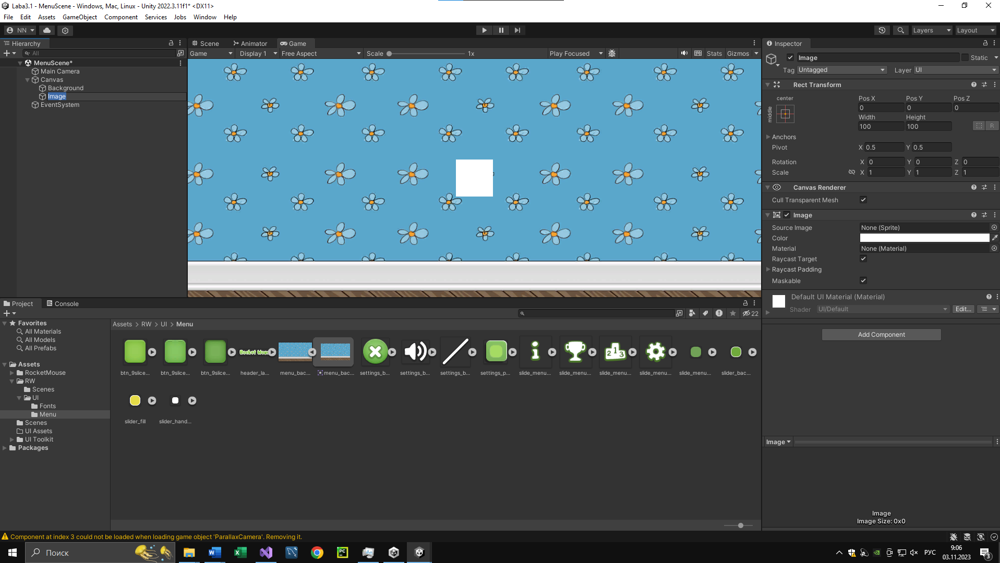 Laba3.1 - MenuScene - Windows, Mac, Linux - Unity 2022.3.11f1* <DX11>
File Edit Assets GameObject Component Services Jobs Window Help
NN
Layers Layout
Hierarchy
All
MenuScene*
Main Camera
Canvas
Background
Image
EventSystem
Scene Animator Game
Game Display 1 Free Aspect Scale 1x Play Focused Stats Gizmos
Inspector
Image Static
Tag Untagged Layer UI
Rect Transform
center
middle
Pos X Pos Y Pos Z
0 0 0
Width Height
100 100
R
Anchors
Pivot X 0.5 Y 0.5
Rotation X 0 Y 0 Z 0
Scale X 1 Y 1 Z 1
Canvas Renderer
Cull Transparent Mesh
Image
Source Image None (Sprite)
Color
Material None (Material)
Raycast Target
Raycast Padding
Maskable
Default UI Material (Material)
Shader UI/Default Edit...
Add Component
Image
Image
Image Size: 0x0
Project Console
22
Favorites
All Materials
All Models
All Prefabs
Assets
RocketMouse
RW
Scenes
UI
Fonts
Menu
Scenes
UI Assets
UI Toolkit
Packages
Assets > RW > UI > Menu
btn_9slice... btn_9slice... btn_9slice... header_la... menu_bac... menu_bac... settings_b... settings_b... settings_b... settings_p... slide_menu... slide_menu... slide_menu... slide_menu... slide_menu... slider_bac...
slider_fill slider_hand...
Component at index 3 could not be loaded when loading game object 'ParallaxCamera'. Removing it.
Поиск
РУС
9:06
03.11.2023
3